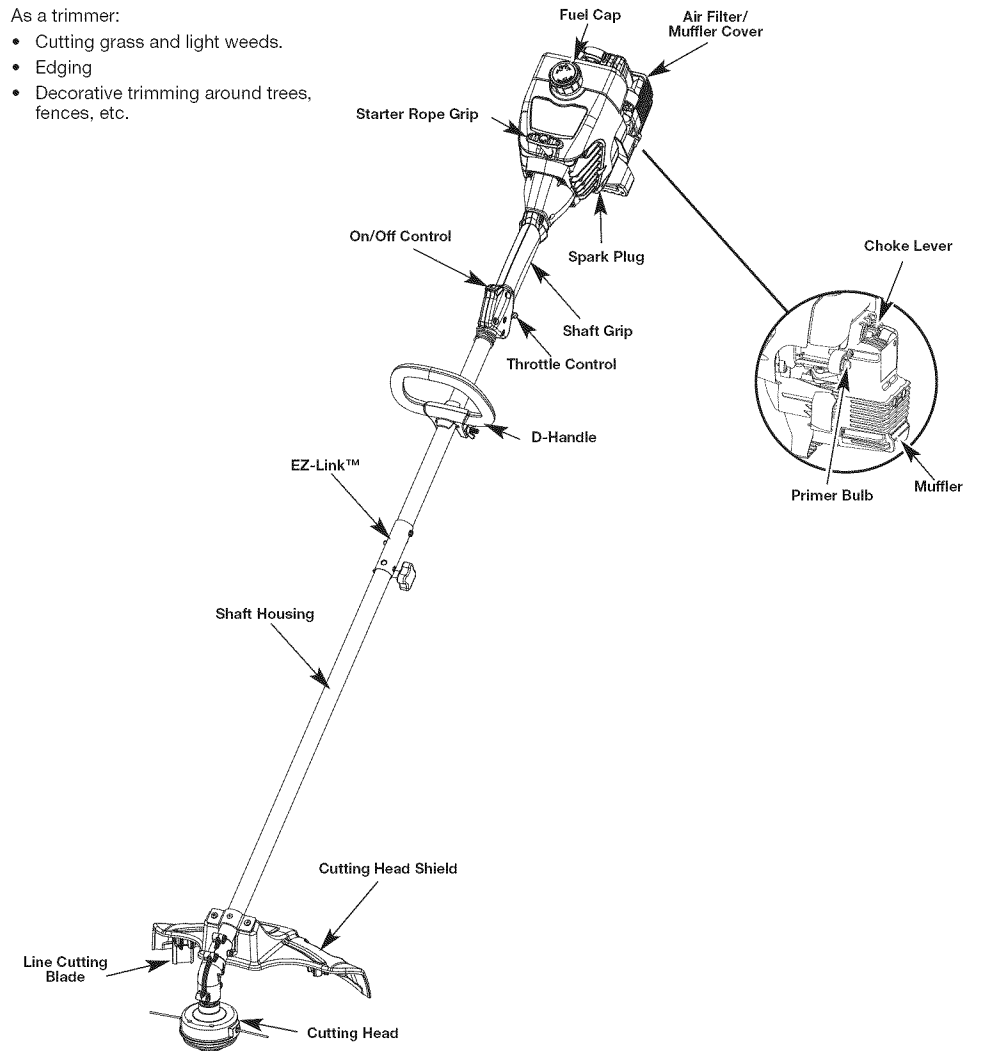 As a trimmer:
• Cutting grass and light weeds.
• Edging
• Decorative trimming around trees,
fences, etc.
Fuel Cap
Air Filter/
Muffler Cover
Starter Rope Grip
On/Off Control
Spark Plug
Choke Lever
Shaft Grip
Throttle Control
D-Handle
EZ-Link™
Primer Bulb
Muffler
Shaft Housing
Cutting Head Shield
Line Cutting
Blade
Cutting Head